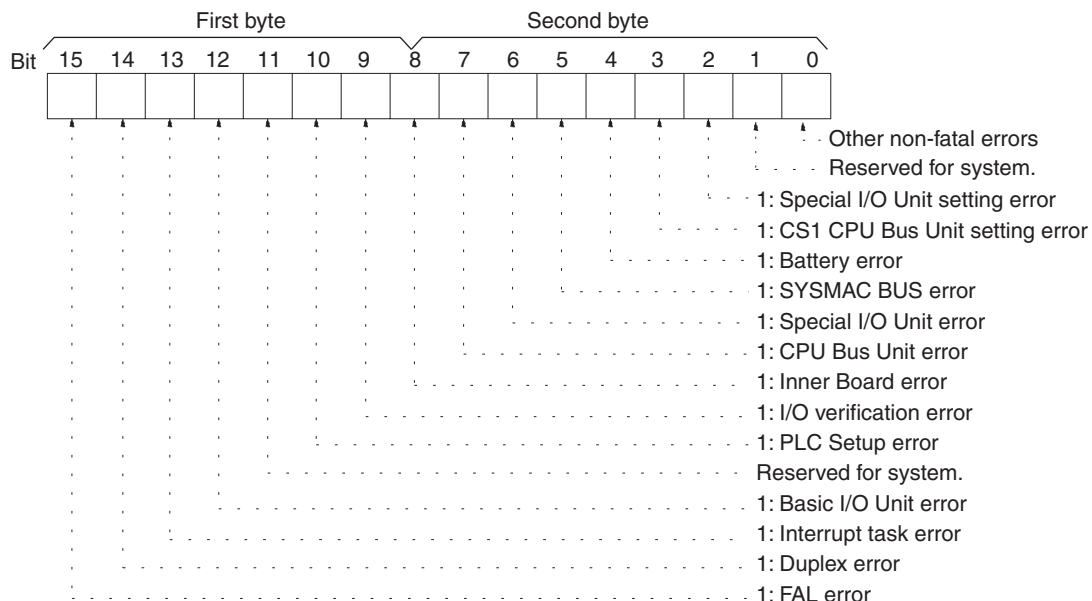 First byte Second byte
Bit 15 14 13 12 11 10 9 8 7 6 5 4 3 2 1 0
Other non-fatal errors
Reserved for system.
1: Special I/O Unit setting error
1: CS1 CPU Bus Unit setting error
1: Battery error
1: SYSMAC BUS error
1: Special I/O Unit error
1: CPU Bus Unit error
1: Inner Board error
1: I/O verification error
1: PLC Setup error
Reserved for system.
1: Basic I/O Unit error
1: Interrupt task error
1: Duplex error
1: FAL error